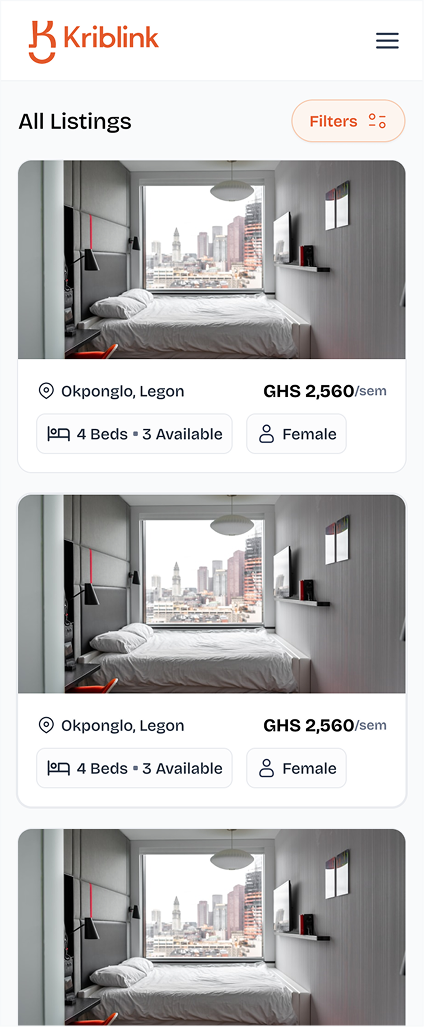 Kriblink
All Listings
Filters
Okponglo, Legon
GHS 2,560/sem
4 Beds • 3 Available
Female
Okponglo, Legon
GHS 2,560/sem
4 Beds • 3 Available
Female